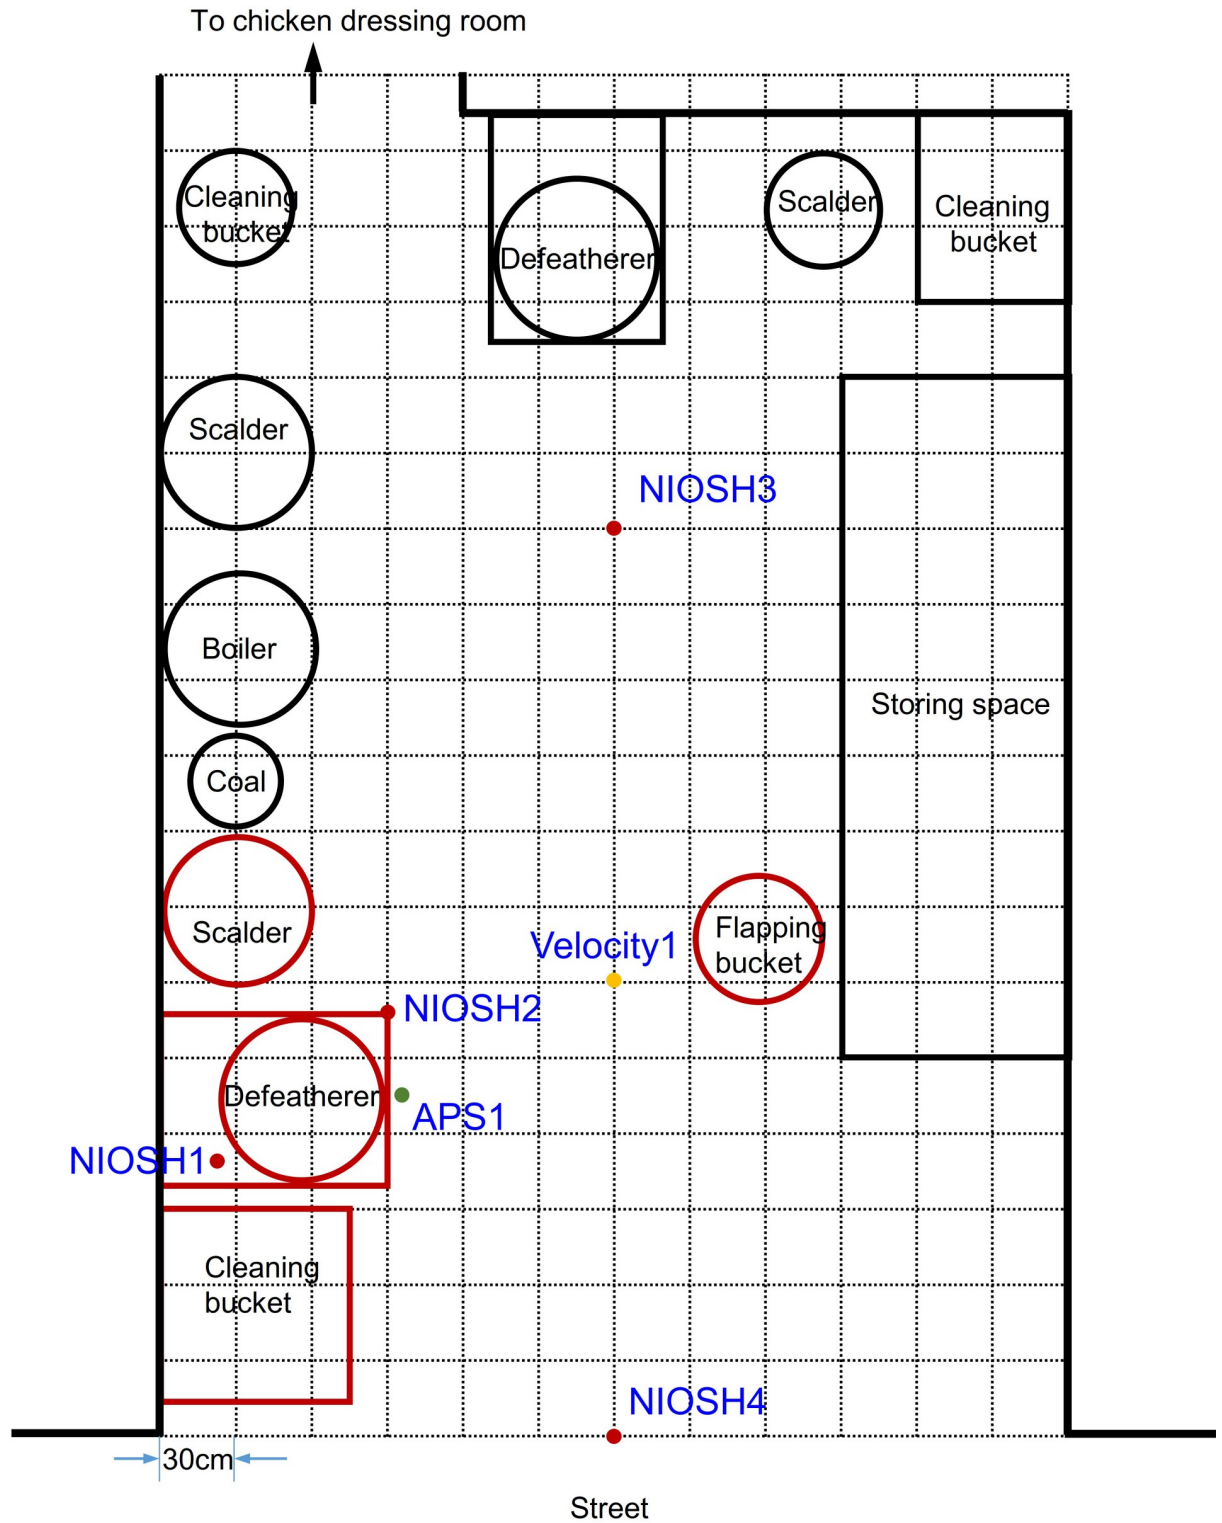 To chicken dressing room
Cleaning
bucket
Defeatherer
Scalder
Cleaning
bucket
Scalder
NIOSH3
Boiler
Storing space
Coal
Scalder
Velocity1
Flapping
bucket
NIOSH2
Defeatherer
APS1
NIOSH1
Cleaning
bucket
NIOSH4
30cm
Street